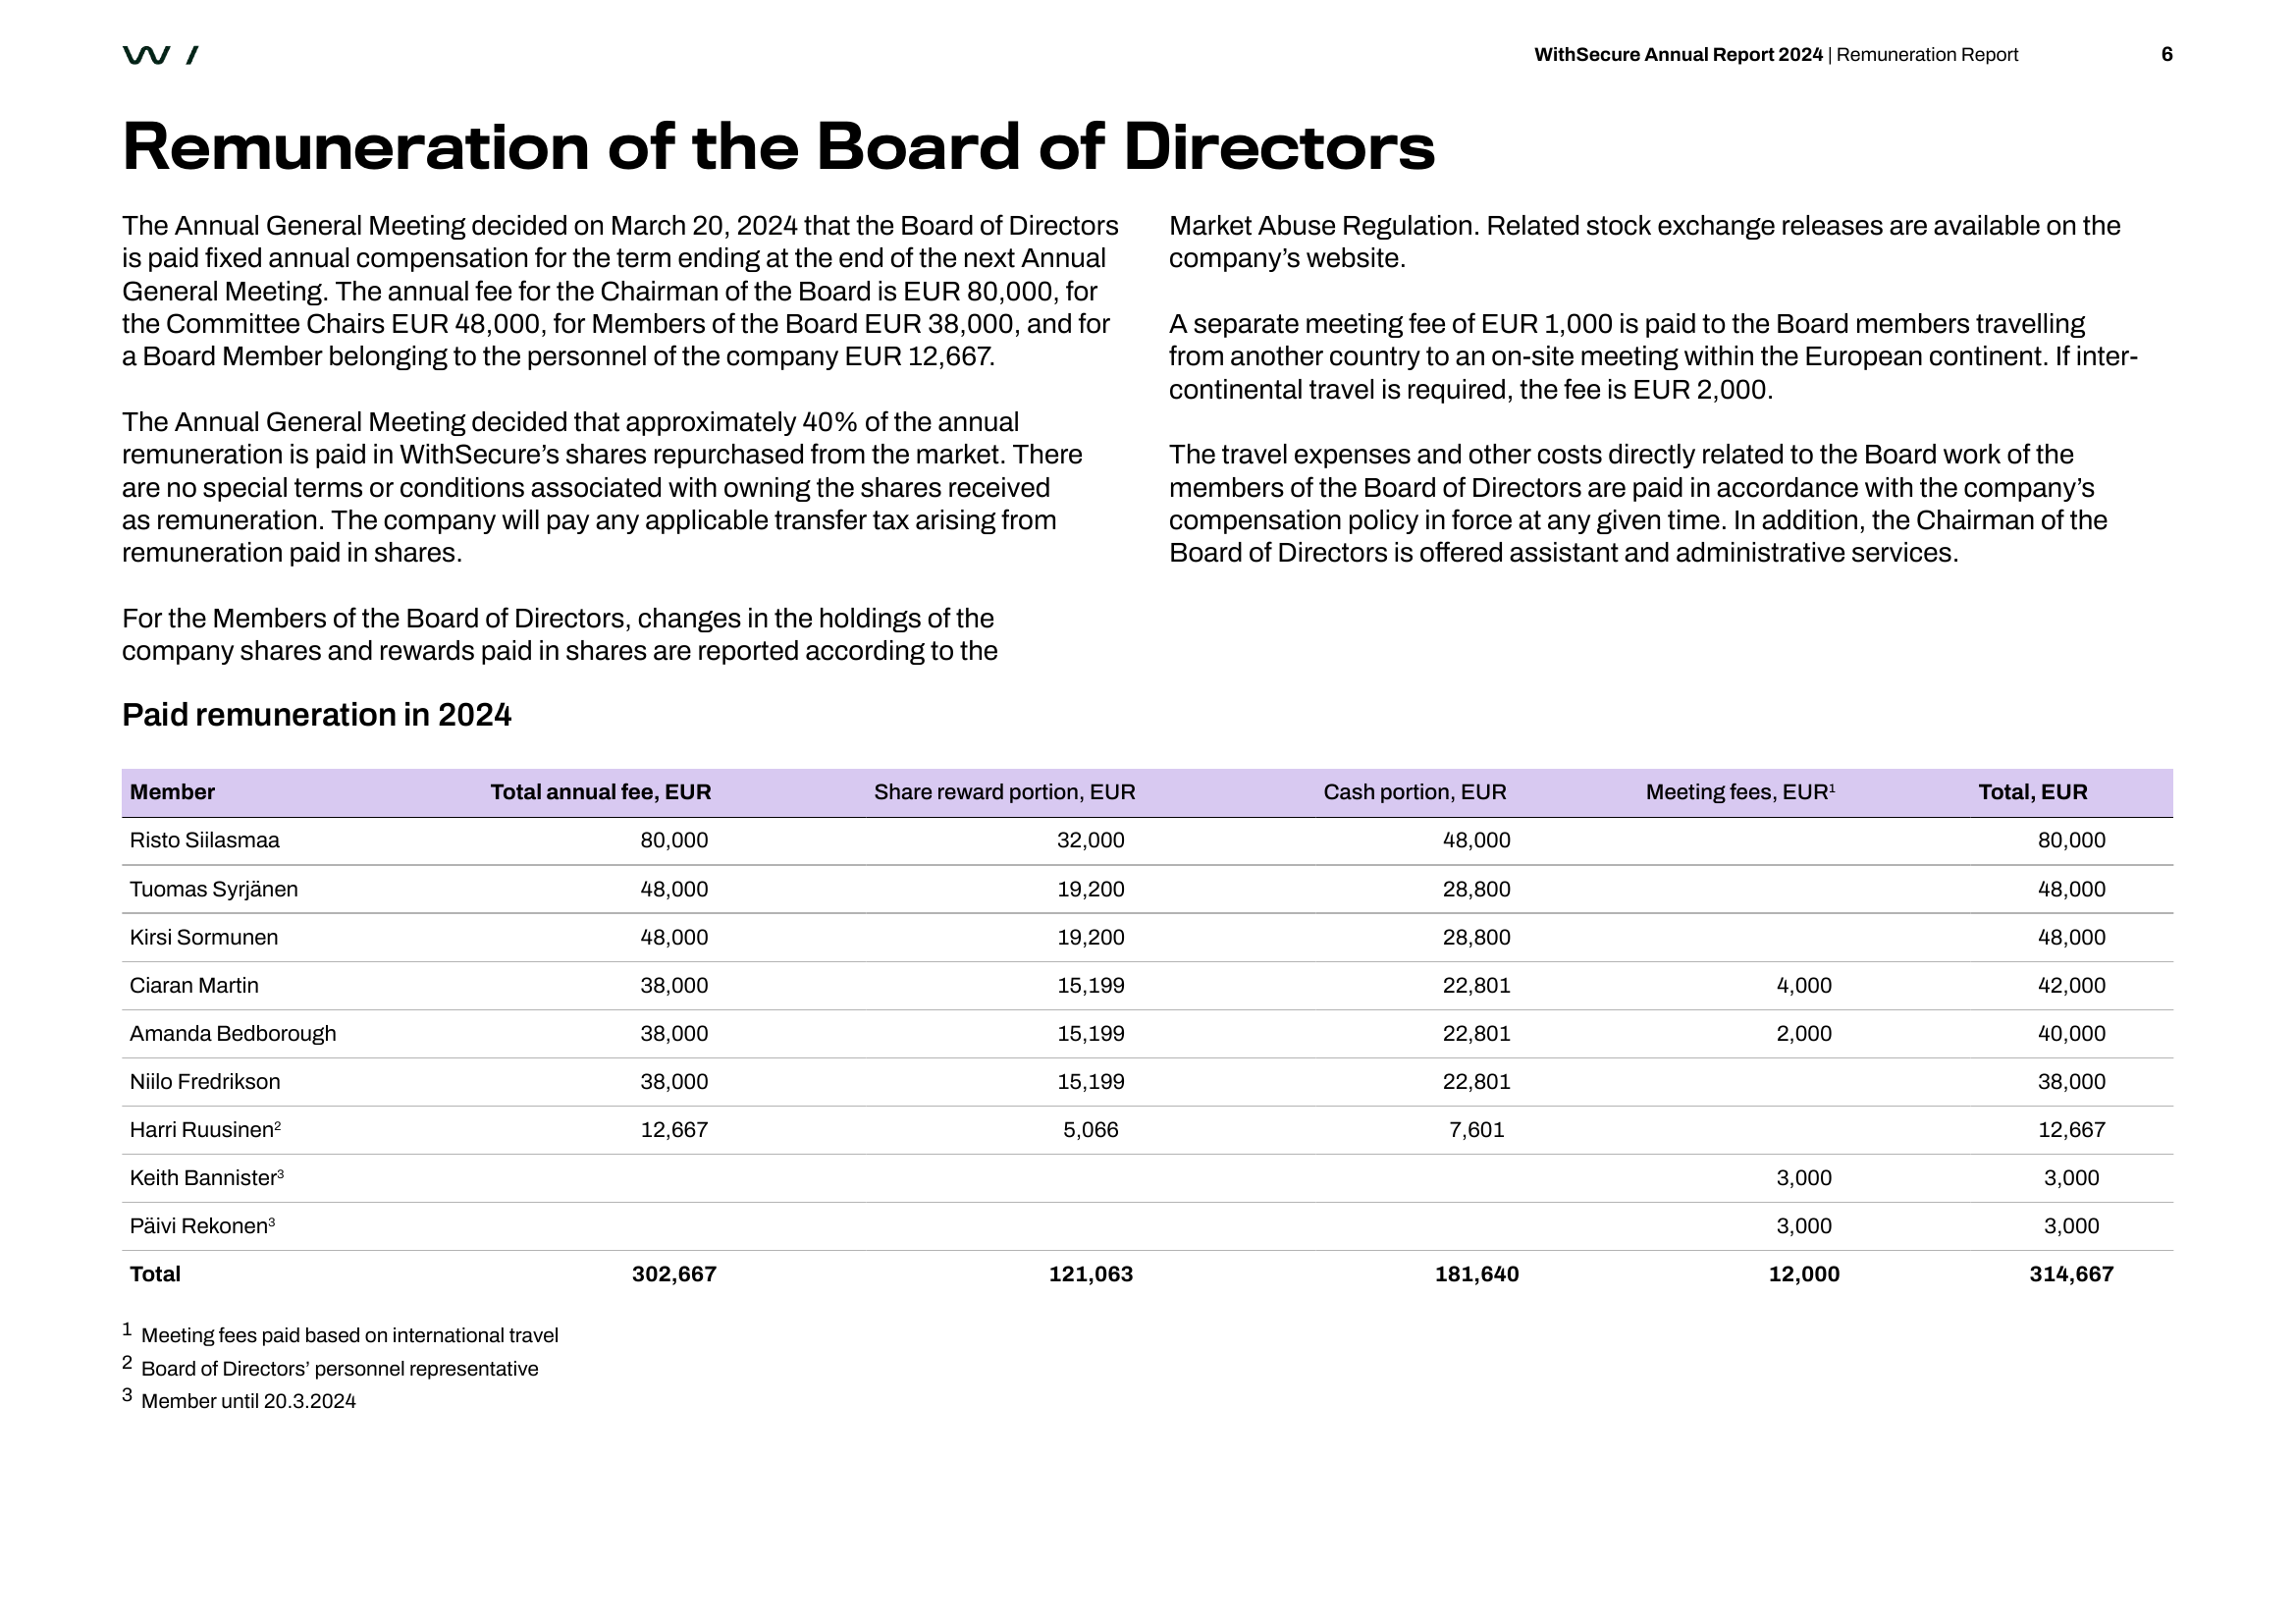 W /
WithSecure Annual Report 2024 | Remuneration Report 6
Remuneration of the Board of Directors
The Annual General Meeting decided on March 20, 2024 that the Board of Directors
is paid fixed annual compensation for the term ending at the end of the next Annual
General Meeting. The annual fee for the Chairman of the Board is EUR 80,000, for
the Committee Chairs EUR 48,000, for Members of the Board EUR 38,000, and for
a Board Member belonging to the personnel of the company EUR 12,667.
The Annual General Meeting decided that approximately 40% of the annual
remuneration is paid in WithSecure’s shares repurchased from the market. There
are no special terms or conditions associated with owning the shares received
as remuneration. The company will pay any applicable transfer tax arising from
remuneration paid in shares.
For the Members of the Board of Directors, changes in the holdings of the
company shares and rewards paid in shares are reported according to the
Market Abuse Regulation. Related stock exchange releases are available on the
company’s website.
A separate meeting fee of EUR 1,000 is paid to the Board members travelling
from another country to an on-site meeting within the European continent. If inter-
continental travel is required, the fee is EUR 2,000.
The travel expenses and other costs directly related to the Board work of the
members of the Board of Directors are paid in accordance with the company’s
compensation policy in force at any given time. In addition, the Chairman of the
Board of Directors is offered assistant and administrative services.
Paid remuneration in 2024
Member Total annual fee, EUR Share reward portion, EUR Cash portion, EUR Meeting fees, EUR¹ Total, EUR
Risto Siilasmaa 80,000 32,000 48,000 80,000
Tuomas Syrjänen 48,000 19,200 28,800 48,000
Kirsi Sormunen 48,000 19,200 28,800 48,000
Ciaran Martin 38,000 15,199 22,801 4,000 42,000
Amanda Bedborough 38,000 15,199 22,801 2,000 40,000
Niilo Fredrikson 38,000 15,199 22,801 38,000
Harri Ruusinen² 12,667 5,066 7,601 12,667
Keith Bannister³ 3,000 3,000
Päivi Rekonen³ 3,000 3,000
Total 302,667 121,063 181,640 12,000 314,667
1 Meeting fees paid based on international travel
2 Board of Directors’ personnel representative
3 Member until 20.3.2024